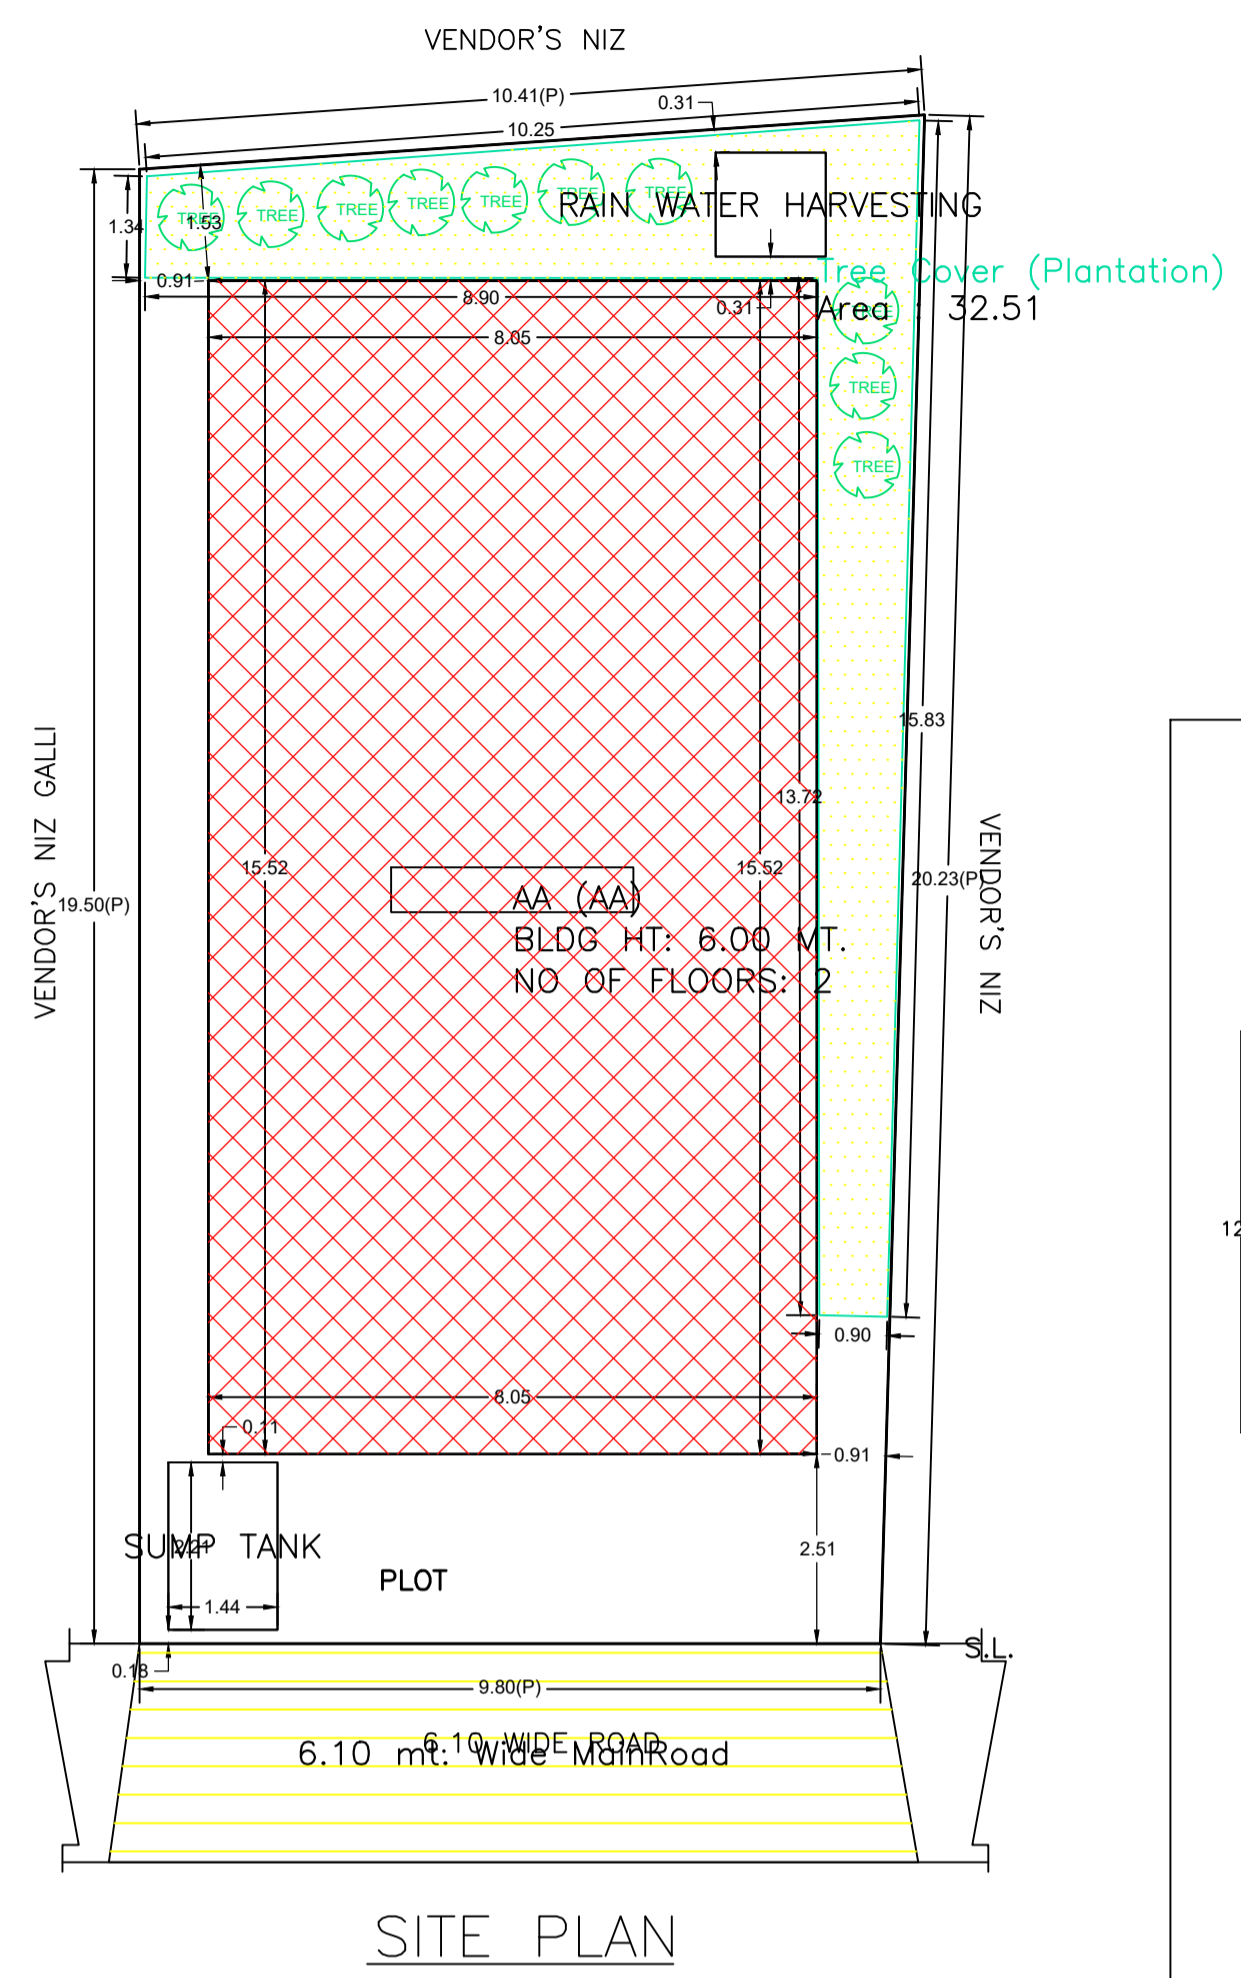 VENDOR'S NIZ
10.41(P)
0.31
10.25
1.34
TREE
TREE
TREE
TREE
TREE
TREE
TREE
1.53
RAIN WATER HARVESTING
Tree Cover (Plantation)
Area : 32.51
0.91
8.90
0.31
8.05
TREE
TREE
TREE
15.83
13.72
VENDOR'S NIZ GALLI
19.50(P)
15.52
15.52
20.23(P)
VENDOR'S NIZ
AA (AA)
BLDG HT: 6.00 MT.
NO OF FLOORS: 2
12
0.90
8.05
0.11
0.91
SUMP TANK
2.21
2.51
PLOT
1.44
S.L.
0.18
9.80(P)
6.10 WIDE ROAD
6.10 mt. Wide MainRoad
SITE PLAN